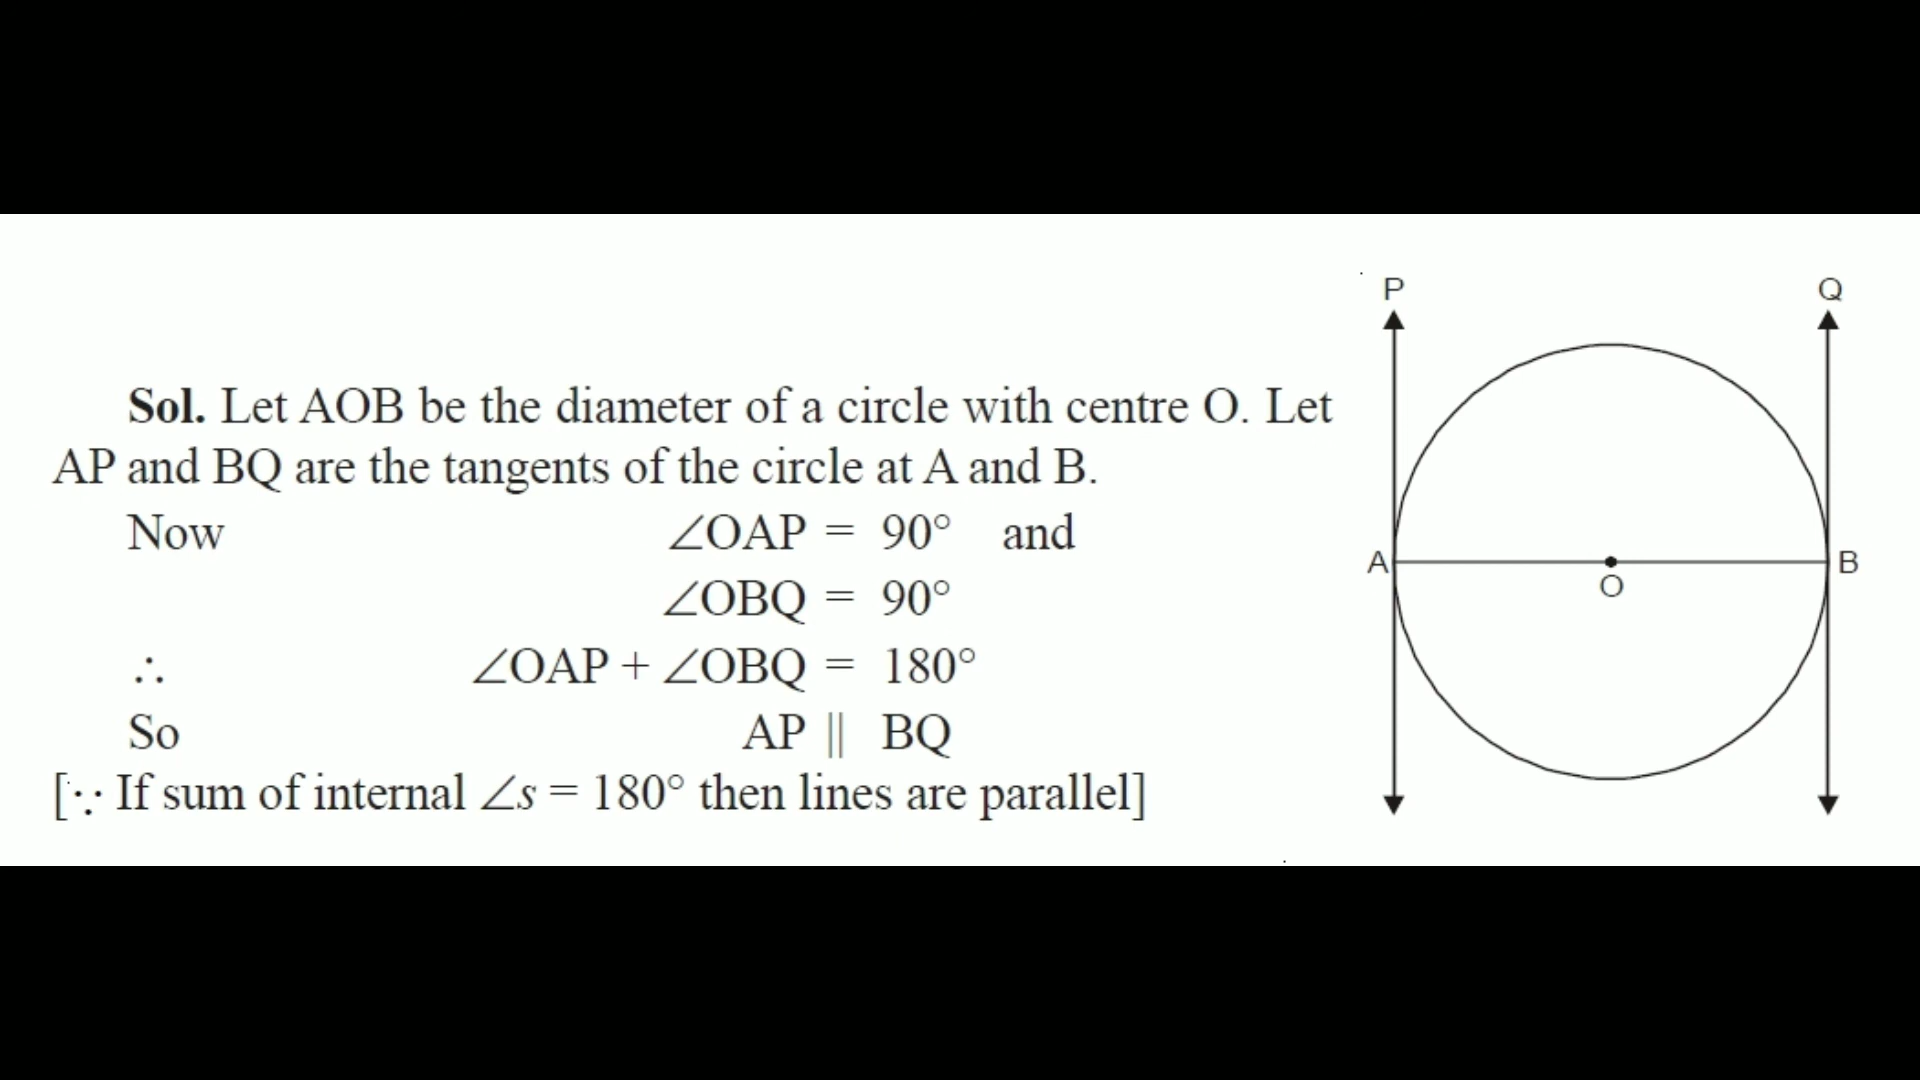 Sol. Let AOB be the diameter of a circle with centre O. Let
AP and BQ are the tangents of the circle at A and B.
Now ∠OAP = 90° and
∠OBQ = 90°
∴ ∠OAP + ∠OBQ = 180°
So AP || BQ
[∵ If sum of internal ∠s = 180° then lines are parallel]
P Q
A B
O